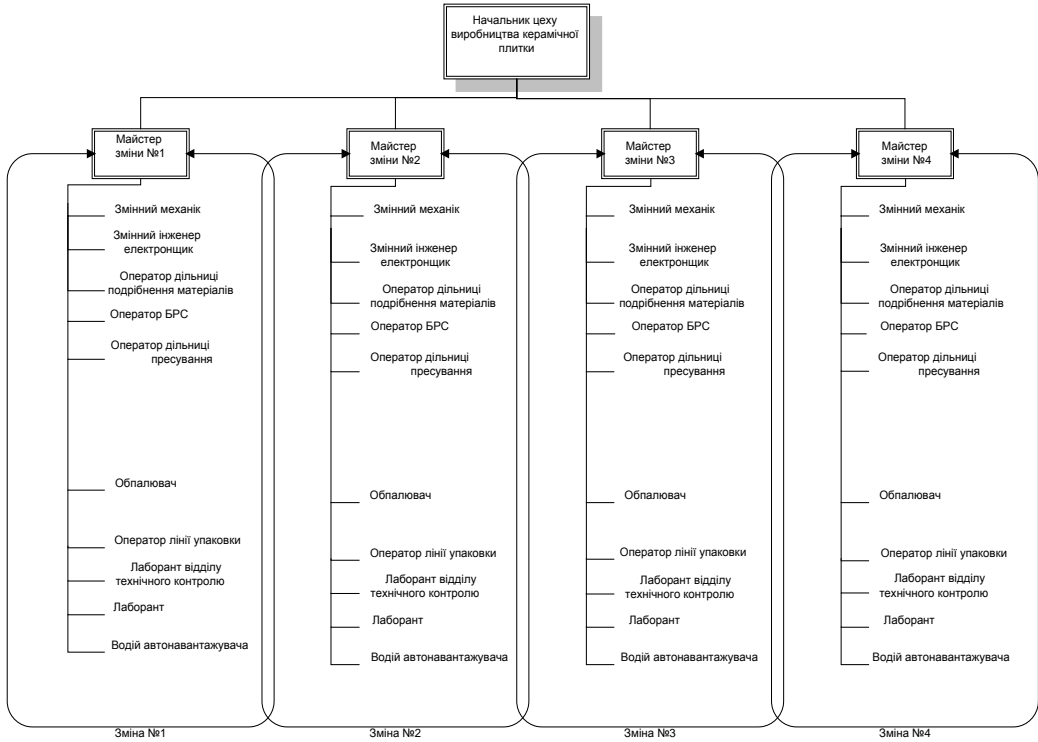 Начальник цеху
виробництва керамічної
плитки
Майстер
зміни №1
Змінний механік
Змінний інженер
електронщик
Оператор дільниці
подрібнення матеріалів
Оператор БРС
Оператор дільниці
пресування
Обпалювач
Оператор лінії упаковки
Лаборант відділу
технічного контролю
Лаборант
Водій автонавантажувача
Зміна №1
Майстер
зміни №2
Змінний механік
Змінний інженер
електронщик
Оператор дільниці
подрібнення матеріалів
Оператор БРС
Оператор дільниці
пресування
Обпалювач
Оператор лінії упаковки
Лаборант відділу
технічного контролю
Лаборант
Водій автонавантажувача
Зміна №2
Майстер
зміни №3
Змінний механік
Змінний інженер
електронщик
Оператор дільниці
подрібнення матеріалів
Оператор БРС
Оператор дільниці
пресування
Обпалювач
Оператор лінії упаковки
Лаборант відділу
технічного контролю
Лаборант
Водій автонавантажувача
Зміна №3
Майстер
зміни №4
Змінний механік
Змінний інженер
електронщик
Оператор дільниці
подрібнення матеріалів
Оператор БРС
Оператор дільниці
пресування
Обпалювач
Оператор лінії упаковки
Лаборант відділу
технічного контролю
Лаборант
Водій автонавантажувача
Зміна №4